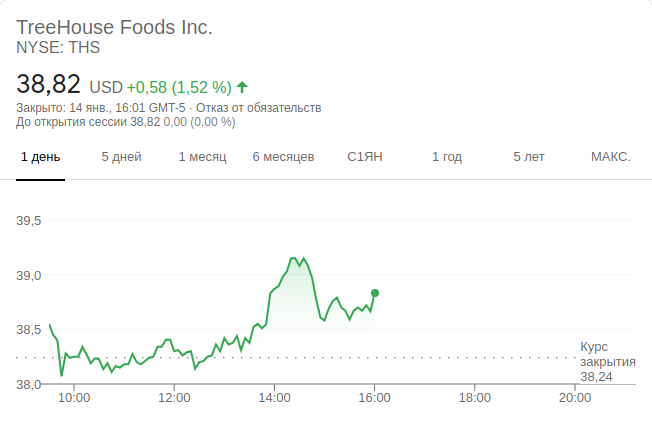 TreeHouse Foods Inc.
NYSE: THS
38,82 USD +0,58 (1,52 %)
Закрыто: 14 янв., 16:01 GMT-5 · Отказ от обязательств
До открытия сессии 38,82 0,00 (0,00 %)
1 день 5 дней 1 месяц 6 месяцев С1ЯН 1 год 5 лет МАКС.
39,5
39,0
38,5
Курс
закрытия
38,24
38,0
10:00 12:00 14:00 16:00 18:00 20:00